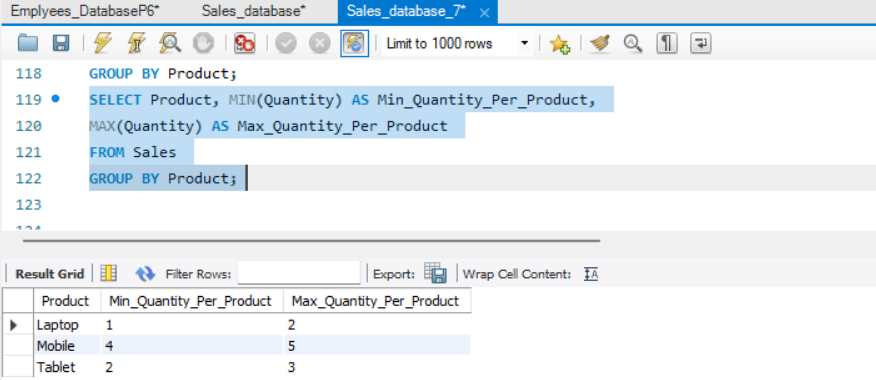 Emplyees_DatabaseP6* Sales_database* Sales_database_7* ×
Limit to 1000 rows
118 GROUP BY Product;
119 SELECT Product, MIN(Quantity) AS Min_Quantity_Per_Product,
120 MAX(Quantity) AS Max_Quantity_Per_Product
121 FROM Sales
122 GROUP BY Product;
123
Result Grid Filter Rows: Export: Wrap Cell Content: IA
Product Min_Quantity_Per_Product Max_Quantity_Per_Product
Laptop 1 2
Mobile 4 5
Tablet 2 3